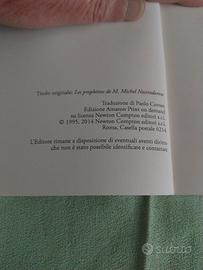 Titolo originale: Les prophéties de M. Michel Nostradamus
Traduzione di Paolo
Edizione Amazon Print on demand
su licenza Newton Compton editori s.r.l.
© 1995, 2014 Newton Compton editori s.r.l.
Roma, Casella postale 6214
L'Editore rimane a disposizione di eventuali aventi diritto
che non è stato possibile identificare e contattare
subito